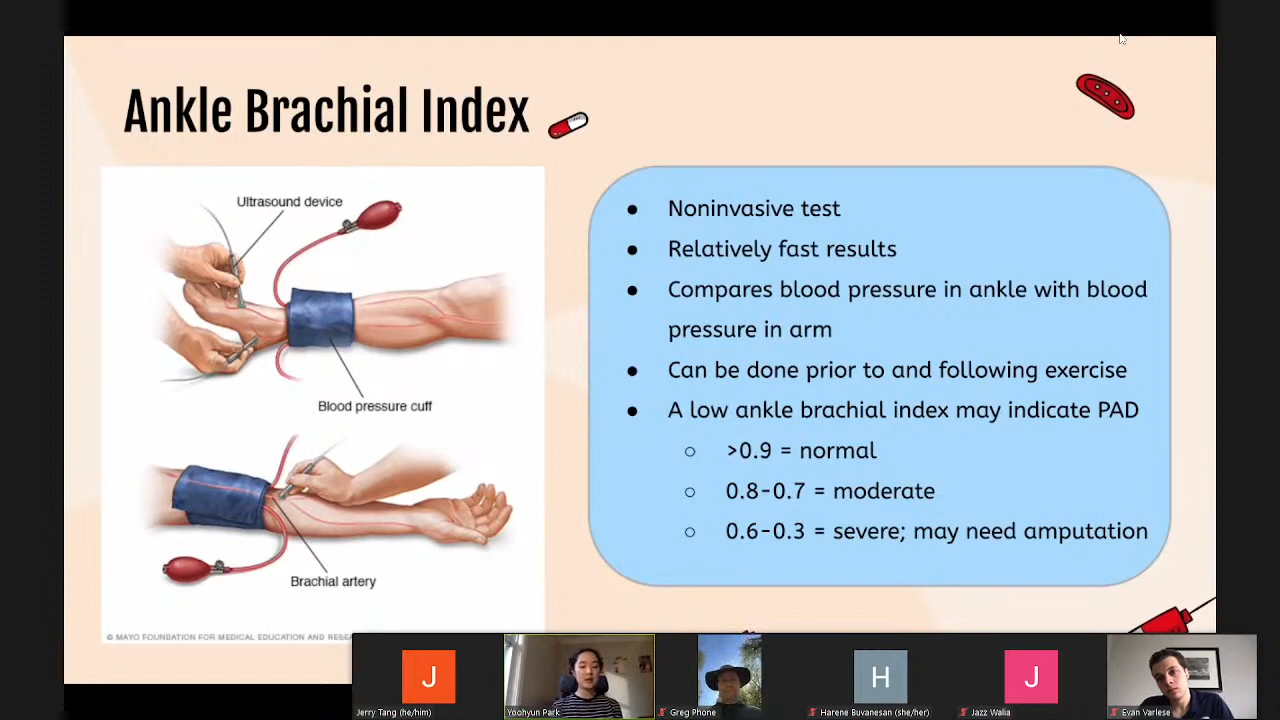 Ankle Brachial Index
Ultrasound device
Blood pressure cuff
Brachial artery
© MAYO FOUNDATION FOR MEDICAL EDUCATION AND
● Noninvasive test
● Relatively fast results
● Compares blood pressure in ankle with blood
pressure in arm
● Can be done prior to and following exercise
● A low ankle brachial index may indicate PAD
○ >0.9 = normal
○ 0.8-0.7 = moderate
○ 0.6-0.3 = severe; may need amputation
J
H
J
Jerry Tang (he/him)
Yoohyun Park
Greg Phone
Harene Buvanesan (she/her)
Jazz Walia
Evan Varlese